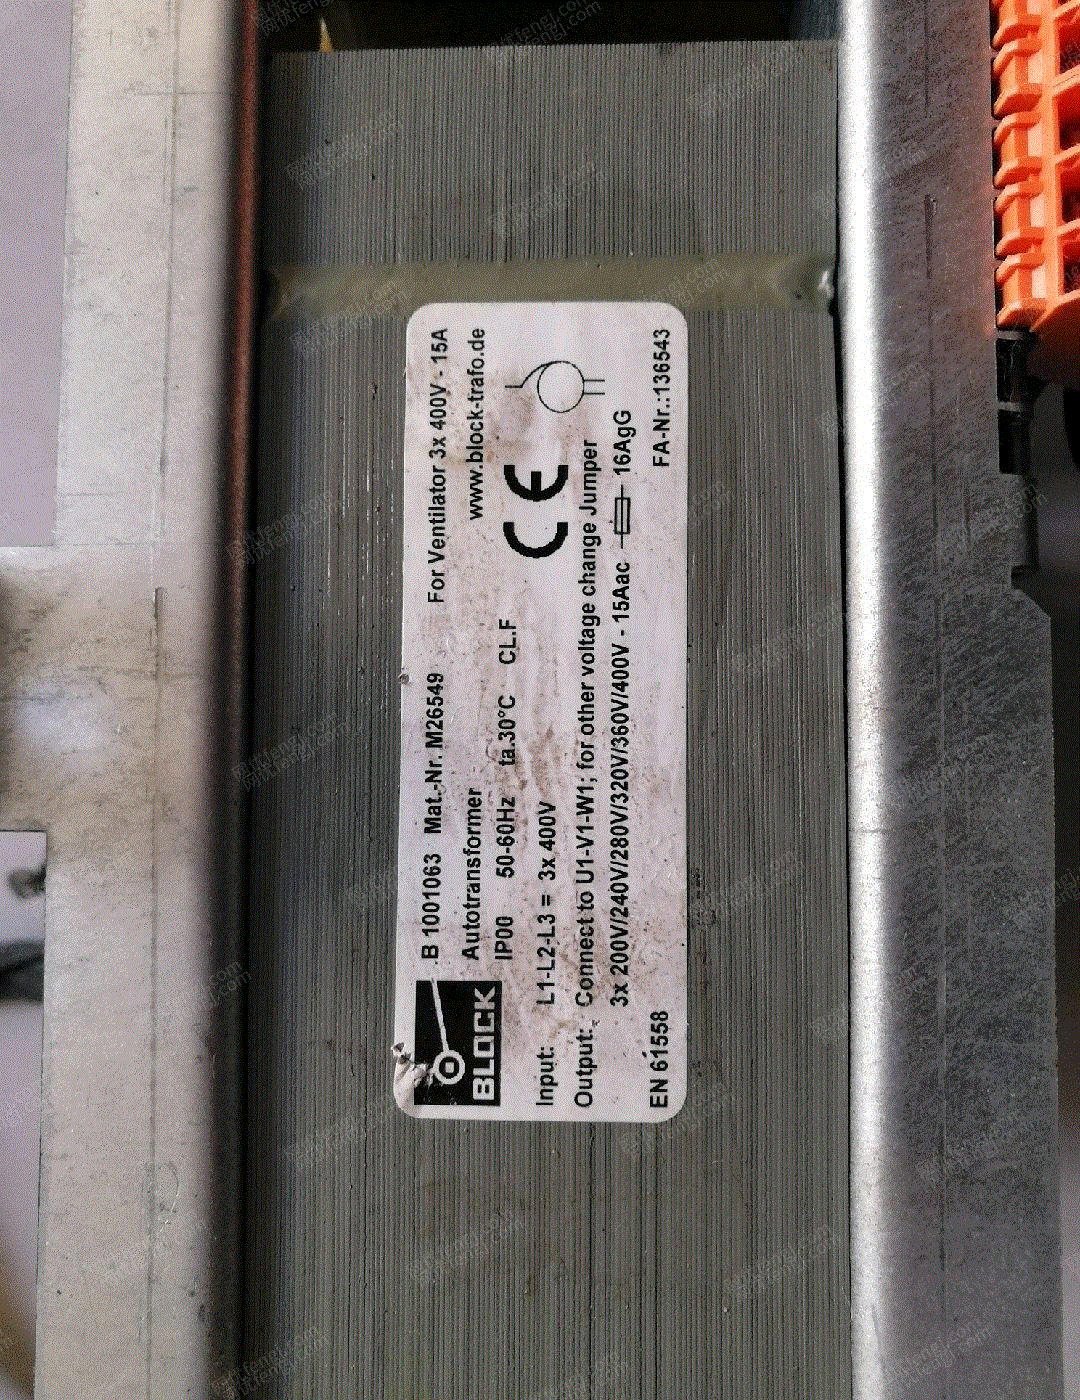 BLOCK
B 1001063 Mat.-Nr. M26549 For Ventilator 3x 400V - 15A
Autotransformer www.block-trafo.de
IP00 50-60Hz ta.30°C CL.F
CE
Input: L1-L2-L3 = 3x 400V
Output: Connect to U1-V1-W1; for other voltage change Jumper
3x 200V/240V/280V/320V/360V/400V - 15Aac 16AgG
EN 61558 FA-Nr.:136543